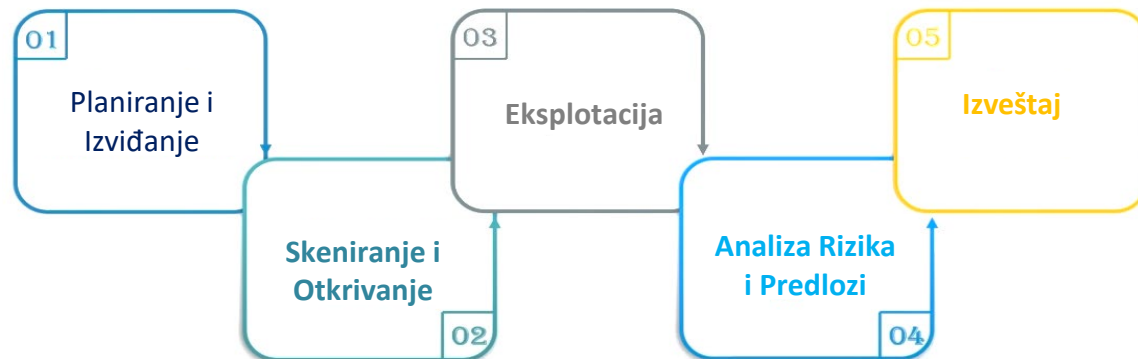 01
Planiranje i
Izviđanje
Skeniranje i
Otkrivanje
02
03
Eksplotacija
Analiza Rizika
i Predlozi
04
05
Izveštaj